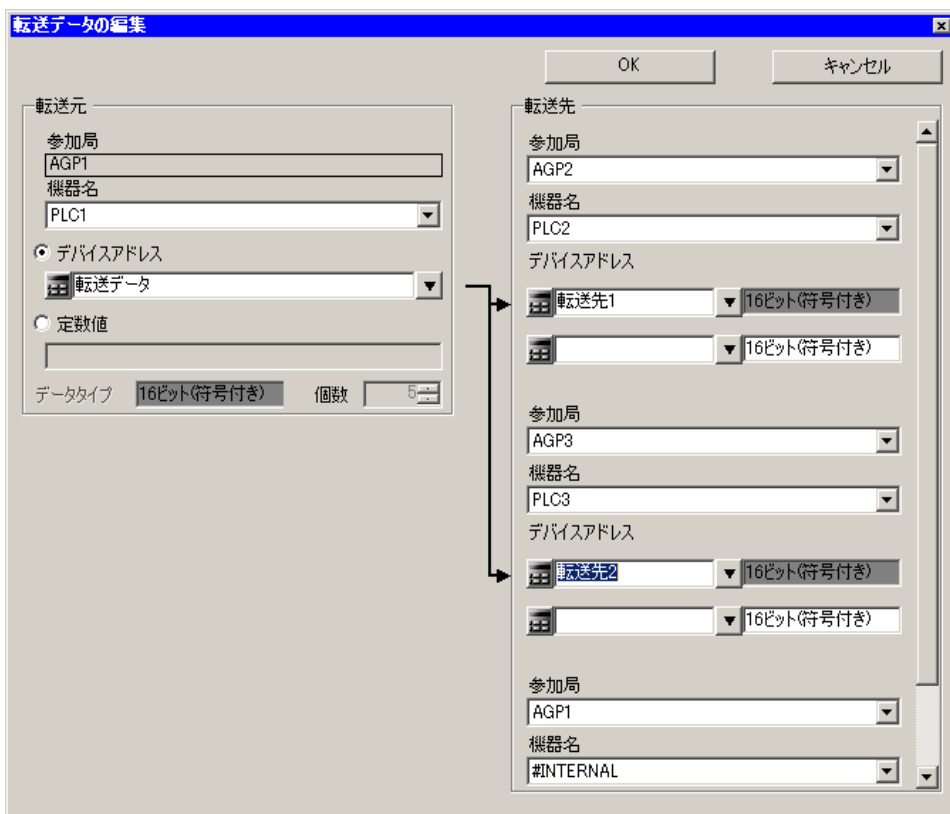 転送データの編集
OK
キャンセル
転送元
参加局
AGP1
機器名
PLC1
デバイスアドレス
転送データ
定数値
データタイプ 16ビット(符号付き) 個数 5
転送先
参加局
AGP2
機器名
PLC2
デバイスアドレス
転送先1 16ビット(符号付き)
16ビット(符号付き)
参加局
AGP3
機器名
PLC3
デバイスアドレス
転送先2 16ビット(符号付き)
16ビット(符号付き)
参加局
AGP1
機器名
#INTERNAL